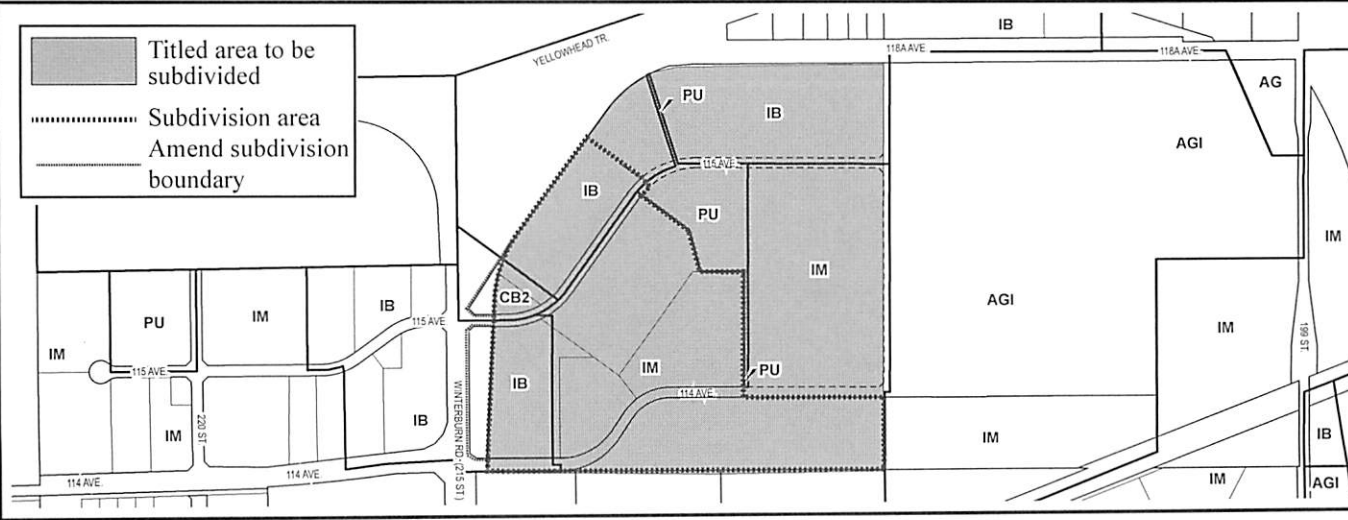 Titled area to be
subdivided
Subdivision area
Amend subdivision
boundary
YELLOWHEAD TR.
IB
118A AVE
118A AVE
AG
PU
IB
AGI
115 AVE
IB
PU
IM
IM
AGI
CB2
PU
IM
IB
115 AVE
IM
IM
115 AVE
IB
IM
PU
199 ST.
114 AVE
IB
IM
220 ST
WINTERBURN RD - (215 ST)
IM
IB
114 AVE
114 AVE.
IM
AGI